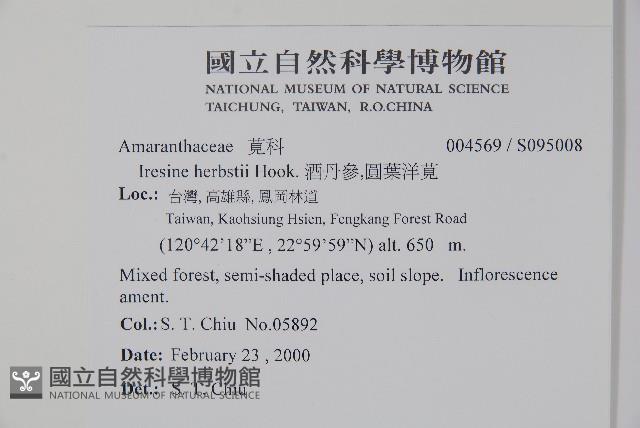 國立自然科學博物館
NATIONAL MUSEUM OF NATURAL SCIENCE
TAICHUNG, TAIWAN, R.O.CHINA
Amaranthaceae 莧科 004569 / S095008
Iresine herbstii Hook. 洒丹參,圓葉洋莧
Loc.: 台灣, 高雄縣, 鳳岡林道
Taiwan, Kaohsiung Hsien, Fengkang Forest Road
(120°42'18"E , 22°59'59"N) alt. 650 m.
Mixed forest, semi-shaded place, soil slope. Inflorescence
ament.
Col.: S. T. Chiu No.05892
Date: February 23 , 2000
Det.: S. T. Chiu
國立自然科學博物館
NATIONAL MUSEUM OF NATURAL SCIENCE